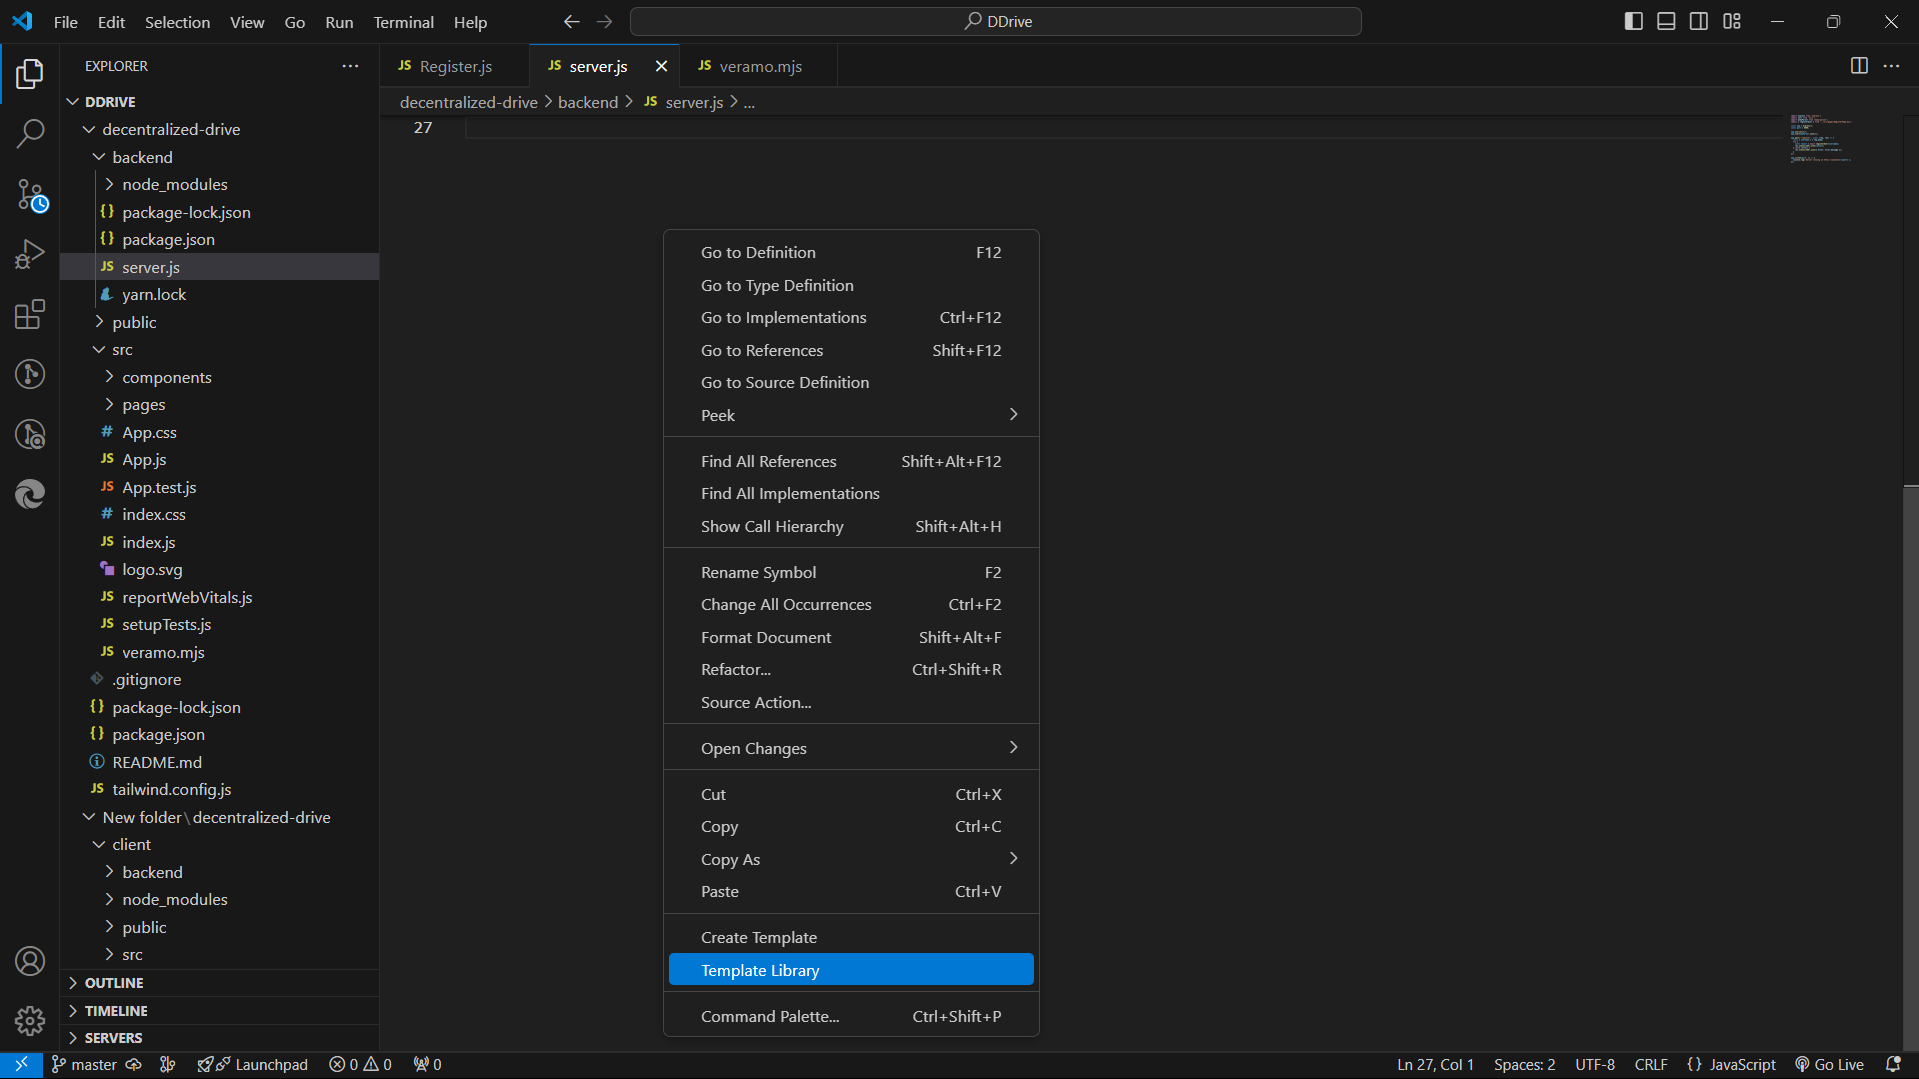 File Edit Selection View Go Run Terminal Help
DDrive
EXPLORER
DDRIVE
decentralized-drive
backend
node_modules
package-lock.json
package.json
server.js
yarn.lock
public
src
components
pages
App.css
App.js
App.test.js
index.css
index.js
logo.svg
reportWebVitals.js
setupTests.js
veramo.mjs
.gitignore
package-lock.json
package.json
README.md
tailwind.config.js
New folder\decentralized-drive
client
backend
node_modules
public
src
OUTLINE
TIMELINE
SERVERS
JS Register.js JS server.js JS veramo.mjs
decentralized-drive > backend > JS server.js > ...
27
Go to Definition F12
Go to Type Definition
Go to Implementations Ctrl+F12
Go to References Shift+F12
Go to Source Definition
Peek
Find All References Shift+Alt+F12
Find All Implementations
Show Call Hierarchy Shift+Alt+H
Rename Symbol F2
Change All Occurrences Ctrl+F2
Format Document Shift+Alt+F
Refactor... Ctrl+Shift+R
Source Action...
Open Changes
Cut Ctrl+X
Copy Ctrl+C
Copy As
Paste Ctrl+V
Create Template
Template Library
Command Palette... Ctrl+Shift+P
master Launchpad 0 0 0 Ln 27, Col 1 Spaces: 2 UTF-8 CRLF {} JavaScript Go Live